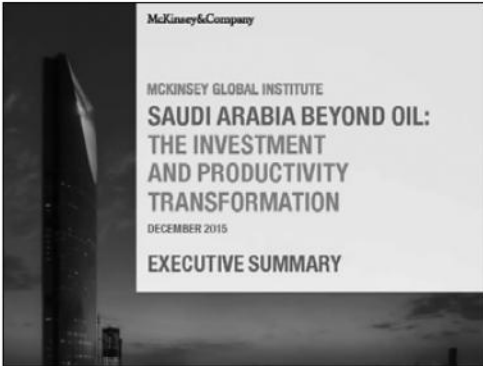 McKinsey&Company
MCKINSEY GLOBAL INSTITUTE
SAUDI ARABIA BEYOND OIL:
THE INVESTMENT
AND PRODUCTIVITY
TRANSFORMATION
DECEMBER 2015
EXECUTIVE SUMMARY